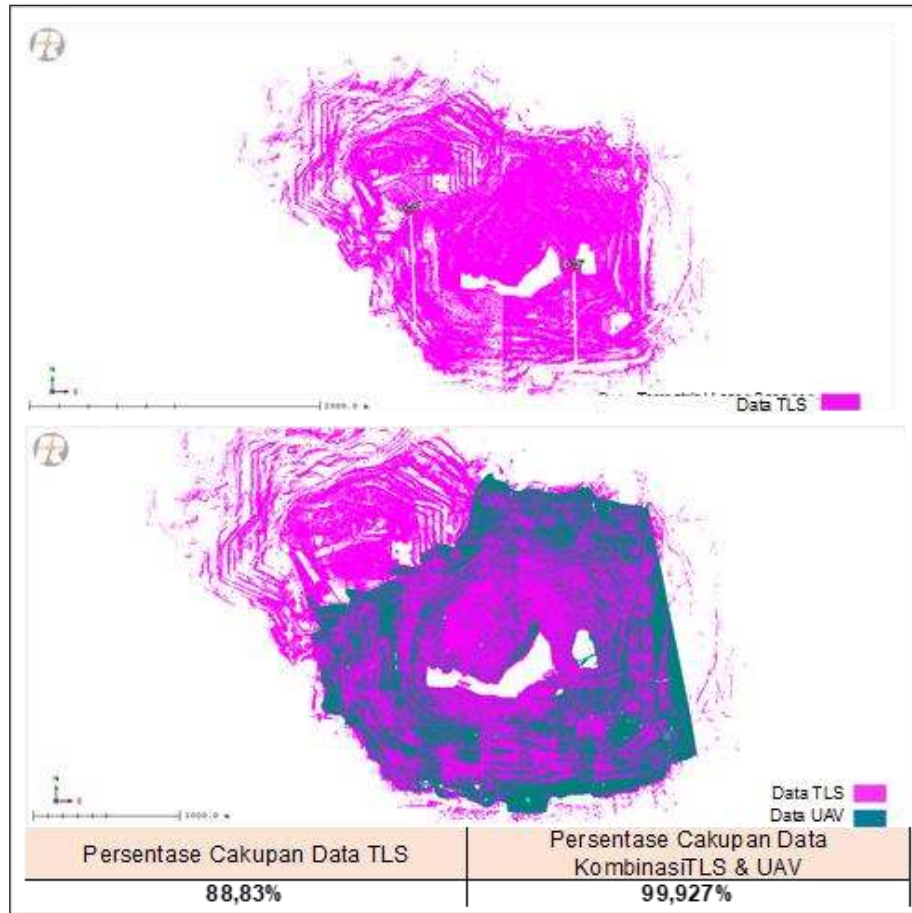 Data TLS
Data TLS
Data UAV
Persentase Cakupan Data TLS
Persentase Cakupan Data
KombinasiTLS & UAV
88,83%
99,927%